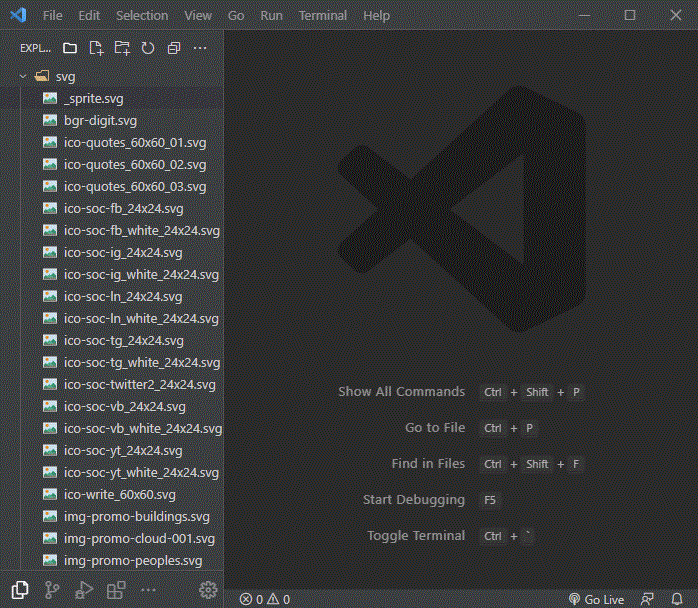 File Edit Selection View Go Run Terminal Help
EXPL...
svg
_sprite.svg
bgr-digit.svg
ico-quotes_60x60_01.svg
ico-quotes_60x60_02.svg
ico-quotes_60x60_03.svg
ico-soc-fb_24x24.svg
ico-soc-fb_white_24x24.svg
ico-soc-ig_24x24.svg
ico-soc-ig_white_24x24.svg
ico-soc-ln_24x24.svg
ico-soc-ln_white_24x24.svg
ico-soc-tg_24x24.svg
ico-soc-tg_white_24x24.svg
ico-soc-twitter2_24x24.svg
ico-soc-vb_24x24.svg
ico-soc-vb_white_24x24.svg
ico-soc-yt_24x24.svg
ico-soc-yt_white_24x24.svg
ico-write_60x60.svg
img-promo-buildings.svg
img-promo-cloud-001.svg
img-promo-peoples.svg
Show All Commands Ctrl + Shift + P
Go to File Ctrl + P
Find in Files Ctrl + Shift + F
Start Debugging F5
Toggle Terminal Ctrl + `
0 0 Go Live